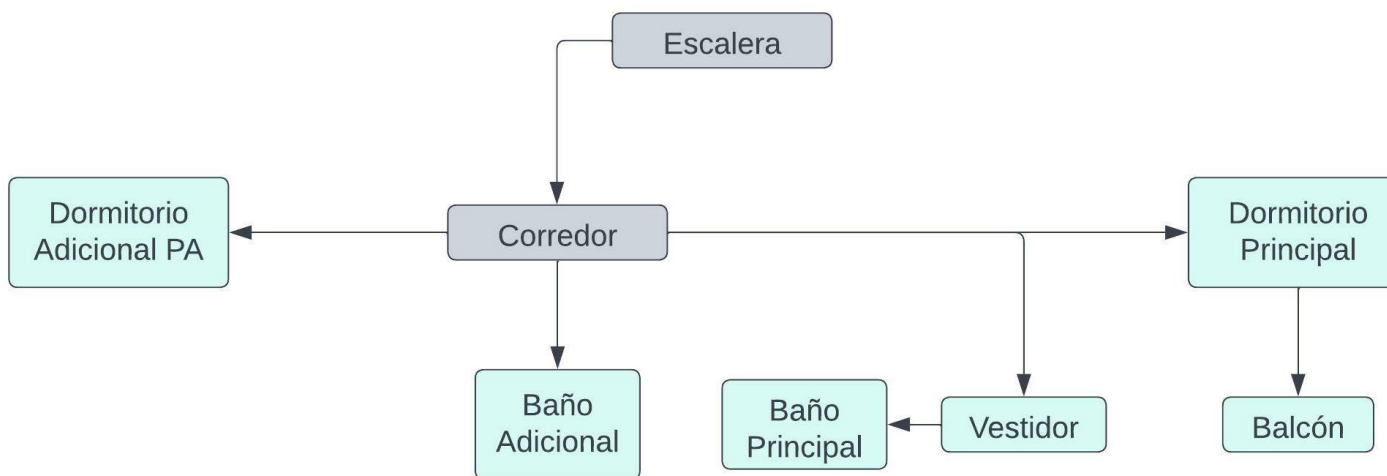 Escalera
Dormitorio
Adicional PA
Corredor
Dormitorio
Principal
Baño
Adicional
Baño
Principal
Vestidor
Balcón